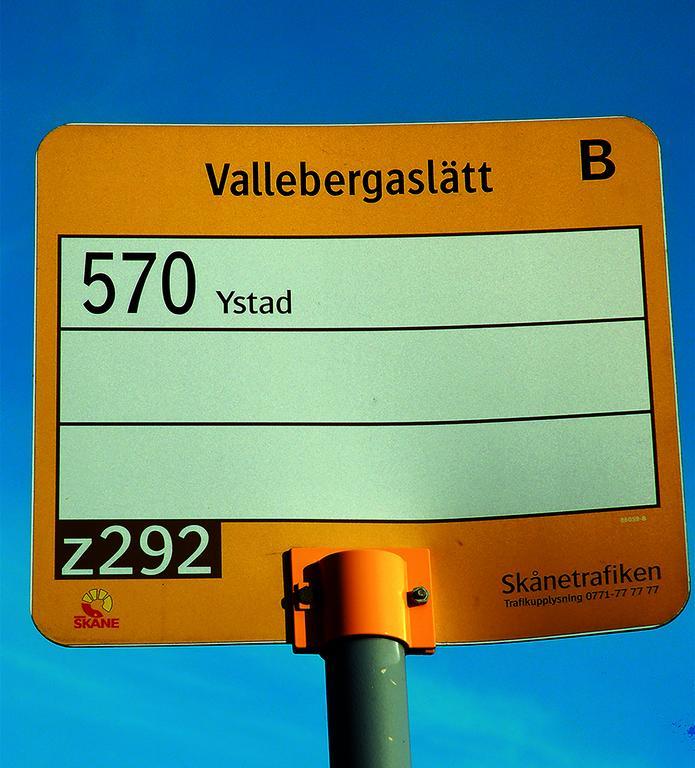 Vallebergaslätt B
570 Ystad
z292
SKÅNE
Skånetrafiken
Trafikupplysning 0771-77 77 77